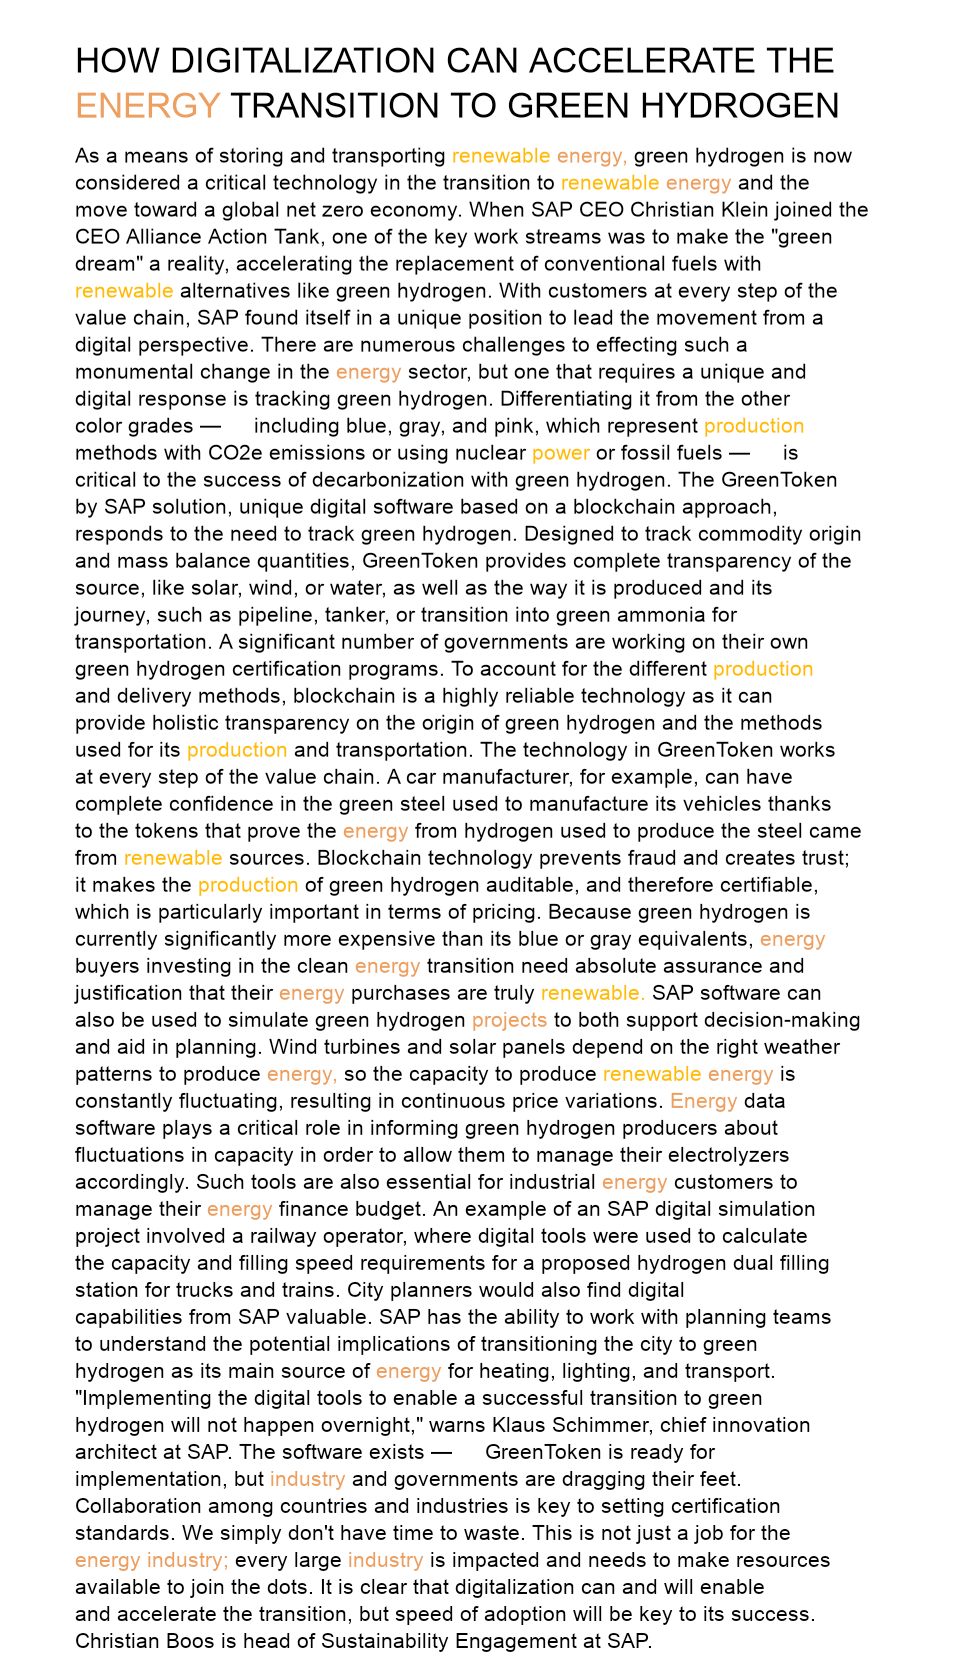 HOW DIGITALIZATION CAN ACCELERATE THE
ENERGY TRANSITION TO GREEN HYDROGEN
As a means of storing and transporting renewable energy, green hydrogen is now
considered a critical technology in the transition to renewable energy and the
move toward a global net zero economy. When SAP CEO Christian Klein joined the
CEO Alliance Action Tank, one of the key work streams was to make the "green
dream" a reality, accelerating the replacement of conventional fuels with
renewable alternatives like green hydrogen. With customers at every step of the
value chain, SAP found itself in a unique position to lead the movement from a
digital perspective. There are numerous challenges to effecting such a
monumental change in the energy sector, but one that requires a unique and
digital response is tracking green hydrogen. Differentiating it from the other
color grades — including blue, gray, and pink, which represent production
methods with CO2e emissions or using nuclear power or fossil fuels — is
critical to the success of decarbonization with green hydrogen. The GreenToken
by SAP solution, unique digital software based on a blockchain approach,
responds to the need to track green hydrogen. Designed to track commodity origin
and mass balance quantities, GreenToken provides complete transparency of the
source, like solar, wind, or water, as well as the way it is produced and its
journey, such as pipeline, tanker, or transition into green ammonia for
transportation. A significant number of governments are working on their own
green hydrogen certification programs. To account for the different production
and delivery methods, blockchain is a highly reliable technology as it can
provide holistic transparency on the origin of green hydrogen and the methods
used for its production and transportation. The technology in GreenToken works
at every step of the value chain. A car manufacturer, for example, can have
complete confidence in the green steel used to manufacture its vehicles thanks
to the tokens that prove the energy from hydrogen used to produce the steel came
from renewable sources. Blockchain technology prevents fraud and creates trust;
it makes the production of green hydrogen auditable, and therefore certifiable,
which is particularly important in terms of pricing. Because green hydrogen is
currently significantly more expensive than its blue or gray equivalents, energy
buyers investing in the clean energy transition need absolute assurance and
justification that their energy purchases are truly renewable. SAP software can
also be used to simulate green hydrogen projects to both support decision-making
and aid in planning. Wind turbines and solar panels depend on the right weather
patterns to produce energy, so the capacity to produce renewable energy is
constantly fluctuating, resulting in continuous price variations. Energy data
software plays a critical role in informing green hydrogen producers about
fluctuations in capacity in order to allow them to manage their electrolyzers
accordingly. Such tools are also essential for industrial energy customers to
manage their energy finance budget. An example of an SAP digital simulation
project involved a railway operator, where digital tools were used to calculate
the capacity and filling speed requirements for a proposed hydrogen dual filling
station for trucks and trains. City planners would also find digital
capabilities from SAP valuable. SAP has the ability to work with planning teams
to understand the potential implications of transitioning the city to green
hydrogen as its main source of energy for heating, lighting, and transport.
"Implementing the digital tools to enable a successful transition to green
hydrogen will not happen overnight," warns Klaus Schimmer, chief innovation
architect at SAP. The software exists — GreenToken is ready for
implementation, but industry and governments are dragging their feet.
Collaboration among countries and industries is key to setting certification
standards. We simply don't have time to waste. This is not just a job for the
energy industry; every large industry is impacted and needs to make resources
available to join the dots. It is clear that digitalization can and will enable
and accelerate the transition, but speed of adoption will be key to its success.
Christian Boos is head of Sustainability Engagement at SAP.